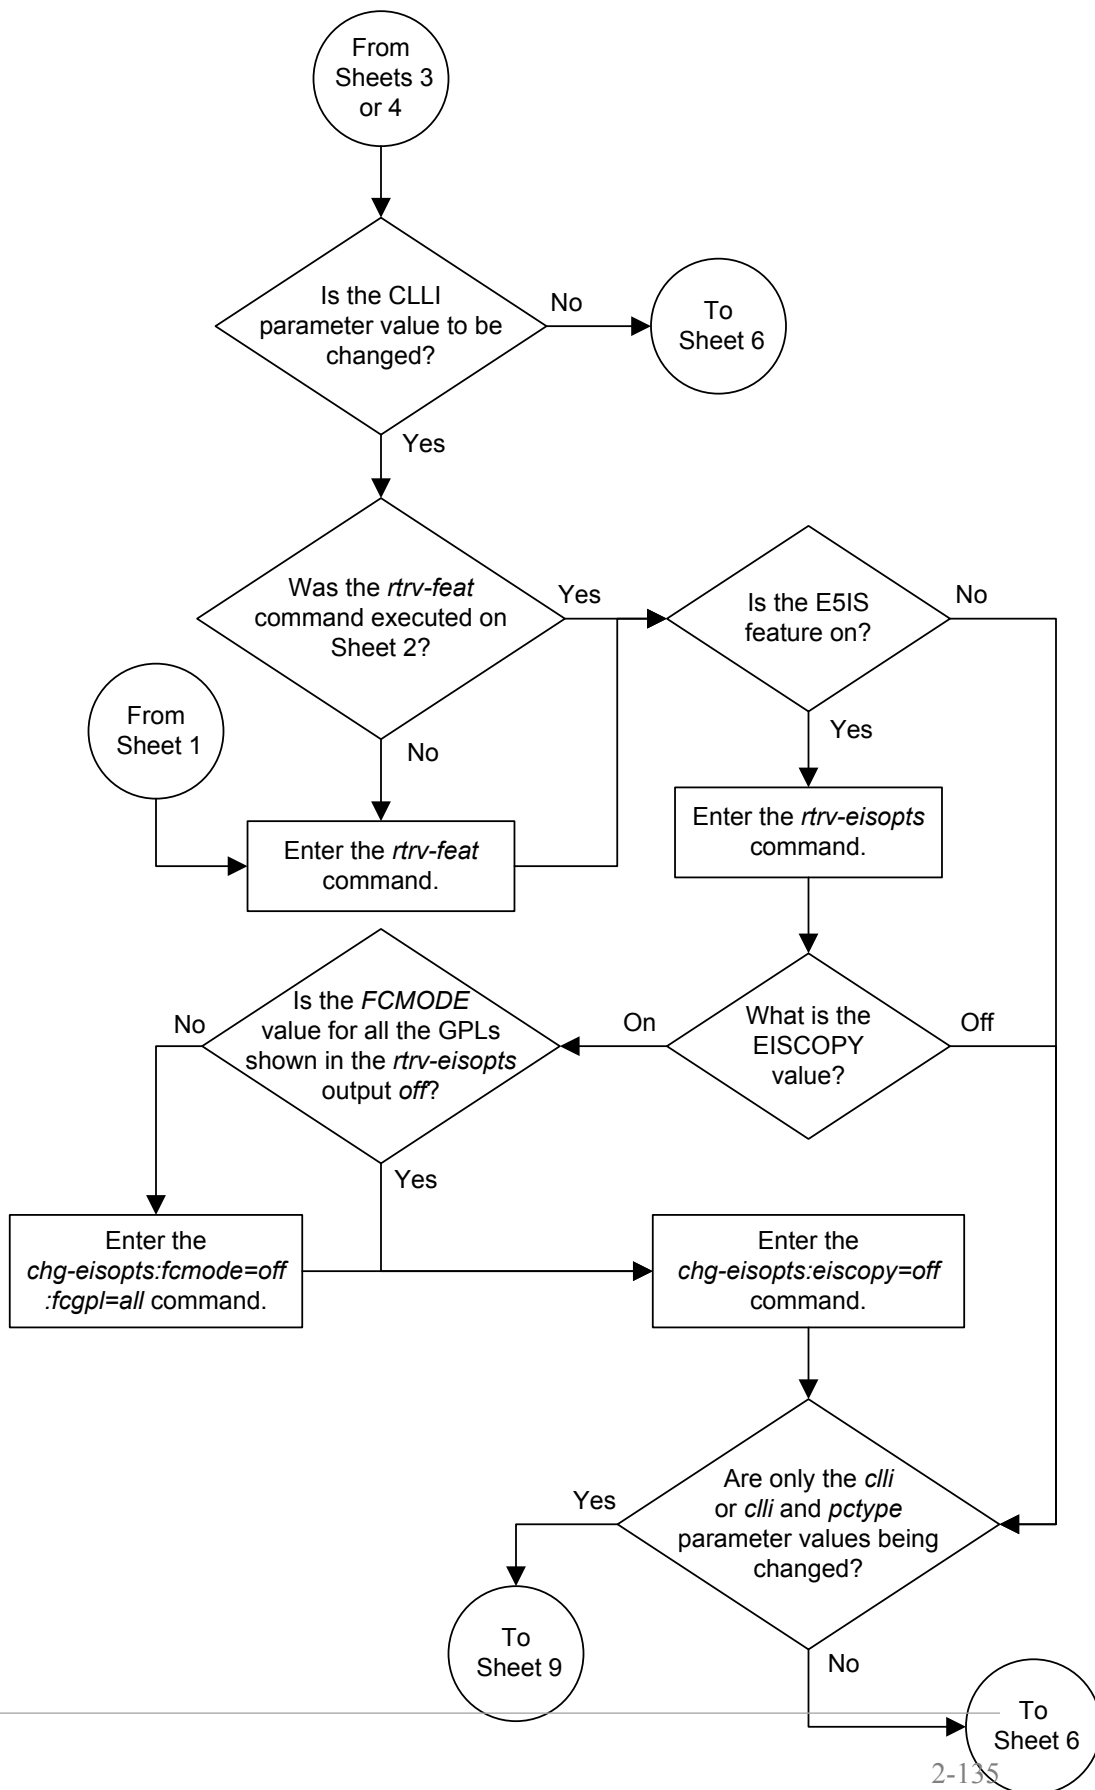 From
Sheets 3
or 4
Is the CLLI
parameter value to be
changed?
No
To
Sheet 6
Yes
Was the rtrv-feat
command executed on
Sheet 2?
Yes
Is the E5IS
feature on?
No
From
Sheet 1
No
Yes
Enter the rtrv-feat
command.
Enter the rtrv-eisopts
command.
Is the FCMODE
value for all the GPLs
shown in the rtrv-eisopts
output off?
No
On
What is the
EISCOPY
value?
Off
Yes
Enter the
chg-eisopts:fcmode=off
:fcgpl=all command.
Enter the
chg-eisopts:eiscopy=off
command.
Are only the clli
or clli and pctype
parameter values being
changed?
Yes
To
Sheet 9
No
To
Sheet 6
2-135